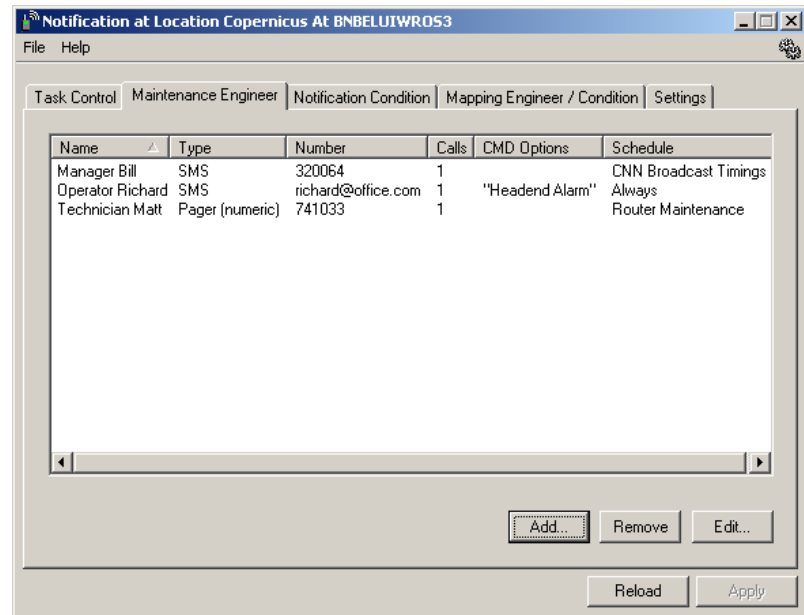 Notification at Location Copernicus At BNBELUIWROS3
File Help
Task Control Maintenance Engineer Notification Condition Mapping Engineer / Condition Settings
Name Type Number Calls CMD Options Schedule
Manager Bill SMS 320064 1 CNN Broadcast Timings
Operator Richard SMS richard@office.com 1 "Headend Alarm" Always
Technician Matt Pager (numeric) 741033 1 Router Maintenance
Add... Remove Edit...
Reload Apply